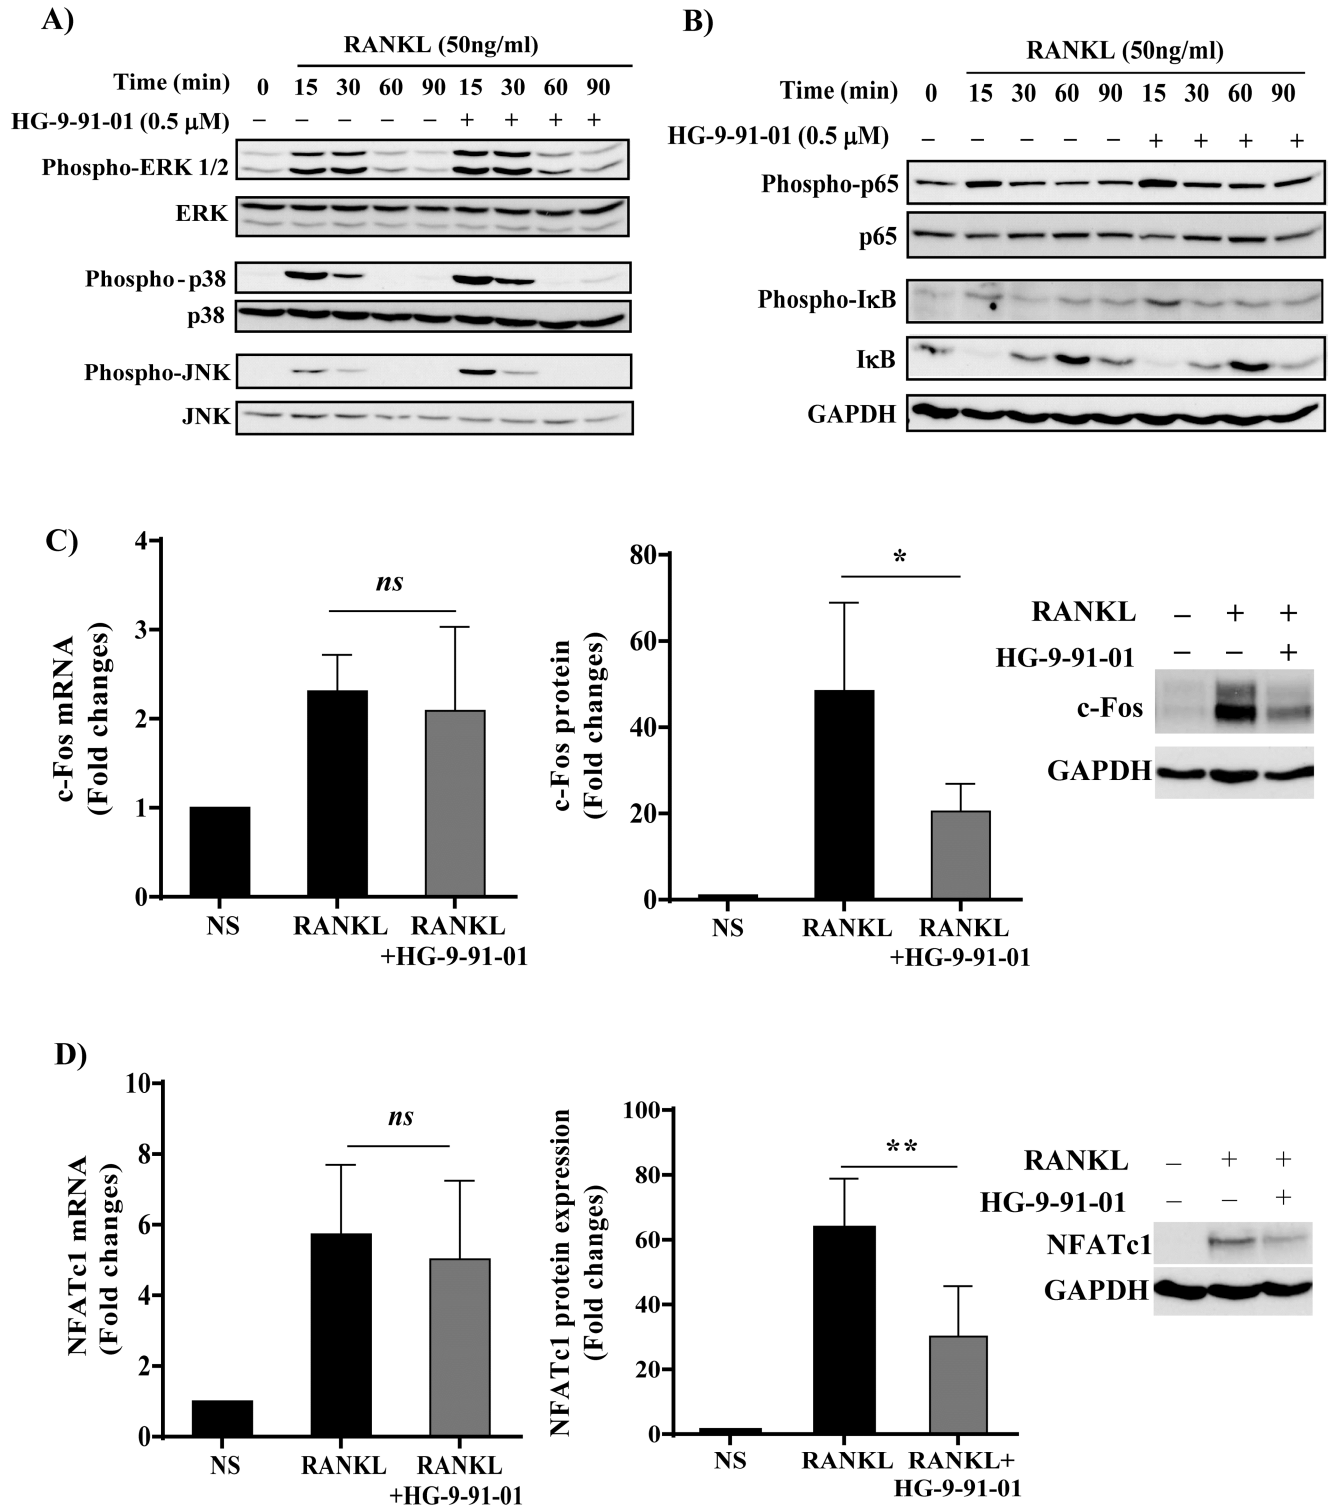 A)
RANKL (50ng/ml)
Time (min) 0 15 30 60 90 15 30 60 90
HG-9-91-01 (0.5 µM) − − − − − + + + +
Phospho-ERK 1/2
ERK
Phospho-p38
p38
Phospho-JNK
JNK
B)
RANKL (50ng/ml)
Time (min) 0 15 30 60 90 15 30 60 90
HG-9-91-01 (0.5 µM) − − − − − + + + +
Phospho-p65
p65
Phospho-IκB
IκB
GAPDH
C)
c-Fos mRNA
(Fold changes)
4
3
2
1
0
ns
NS RANKL RANKL
+HG-9-91-01
c-Fos protein
(Fold changes)
80
60
40
20
0
*
NS RANKL RANKL
+HG-9-91-01
RANKL − + +
HG-9-91-01 − − +
c-Fos
GAPDH
D)
NFATc1 mRNA
(Fold changes)
10
8
6
4
2
0
ns
NS RANKL RANKL
+HG-9-91-01
NFATc1 protein expression
(Fold changes)
100
80
60
40
20
0
**
NS RANKL RANKL+
HG-9-91-01
RANKL − + +
HG-9-91-01 − − +
NFATc1
GAPDH